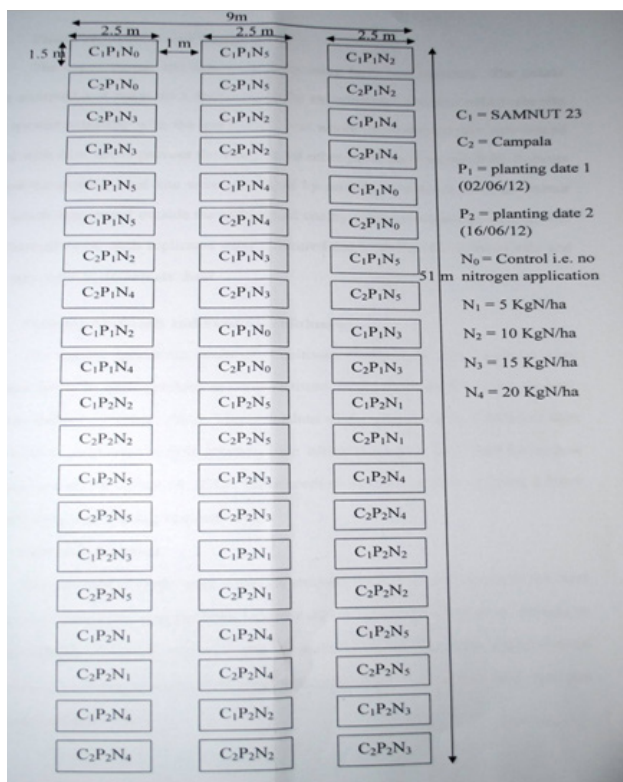 9m
2.5 m 2.5 m 2.5 m
1.5 m C₁P₁N₀ 1 m C₁P₁N₅ C₁P₁N₂
C₂P₁N₀ C₂P₁N₅ C₂P₁N₂
C₂P₁N₃ C₁P₁N₂ C₁P₁N₄
C₁P₁N₃ C₂P₁N₂ C₂P₁N₄
C₁P₁N₅ C₁P₁N₄ C₁P₁N₀
C₁P₁N₅ C₂P₁N₄ C₂P₁N₀
C₂P₁N₂ C₁P₁N₃ C₁P₁N₅
C₂P₁N₄ C₂P₁N₃ C₂P₁N₅
C₁P₁N₂ C₁P₁N₀ C₁P₁N₃
C₁P₁N₄ C₂P₁N₀ C₂P₁N₃
C₁P₂N₂ C₁P₂N₅ C₁P₂N₁
C₂P₂N₂ C₂P₂N₅ C₂P₁N₁
C₁P₂N₅ C₁P₂N₃ C₁P₂N₄
C₂P₂N₅ C₂P₂N₃ C₂P₂N₄
C₁P₂N₃ C₁P₂N₁ C₁P₂N₂
C₂P₂N₅ C₂P₂N₁ C₂P₂N₂
C₁P₂N₁ C₁P₂N₄ C₁P₂N₅
C₂P₂N₁ C₂P₂N₄ C₂P₂N₅
C₁P₂N₄ C₁P₂N₂ C₁P₂N₃
C₂P₂N₄ C₂P₂N₂ C₂P₂N₃
51 m
C₁ = SAMNUT 23
C₂ = Campala
P₁ = planting date 1
(02/06/12)
P₂ = planting date 2
(16/06/12)
N₀ = Control i.e. no
nitrogen application
N₁ = 5 KgN/ha
N₂ = 10 KgN/ha
N₃ = 15 KgN/ha
N₄ = 20 KgN/ha